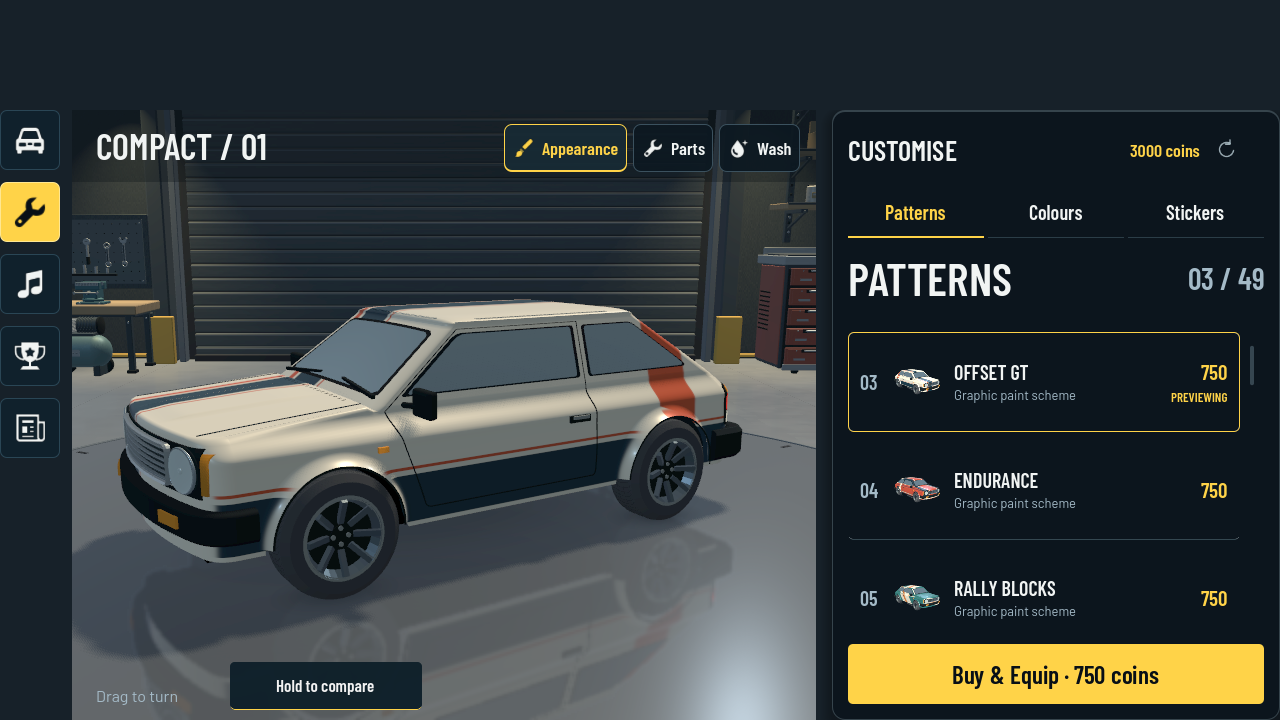 COMPACT / 01
Appearance
Parts
Wash
Drag to turn
Hold to compare
CUSTOMISE
3000 coins
Patterns
Colours
Stickers
PATTERNS
03 / 49
03
OFFSET GT
Graphic paint scheme
750
PREVIEWING
04
ENDURANCE
Graphic paint scheme
750
05
RALLY BLOCKS
Graphic paint scheme
750
Buy & Equip · 750 coins